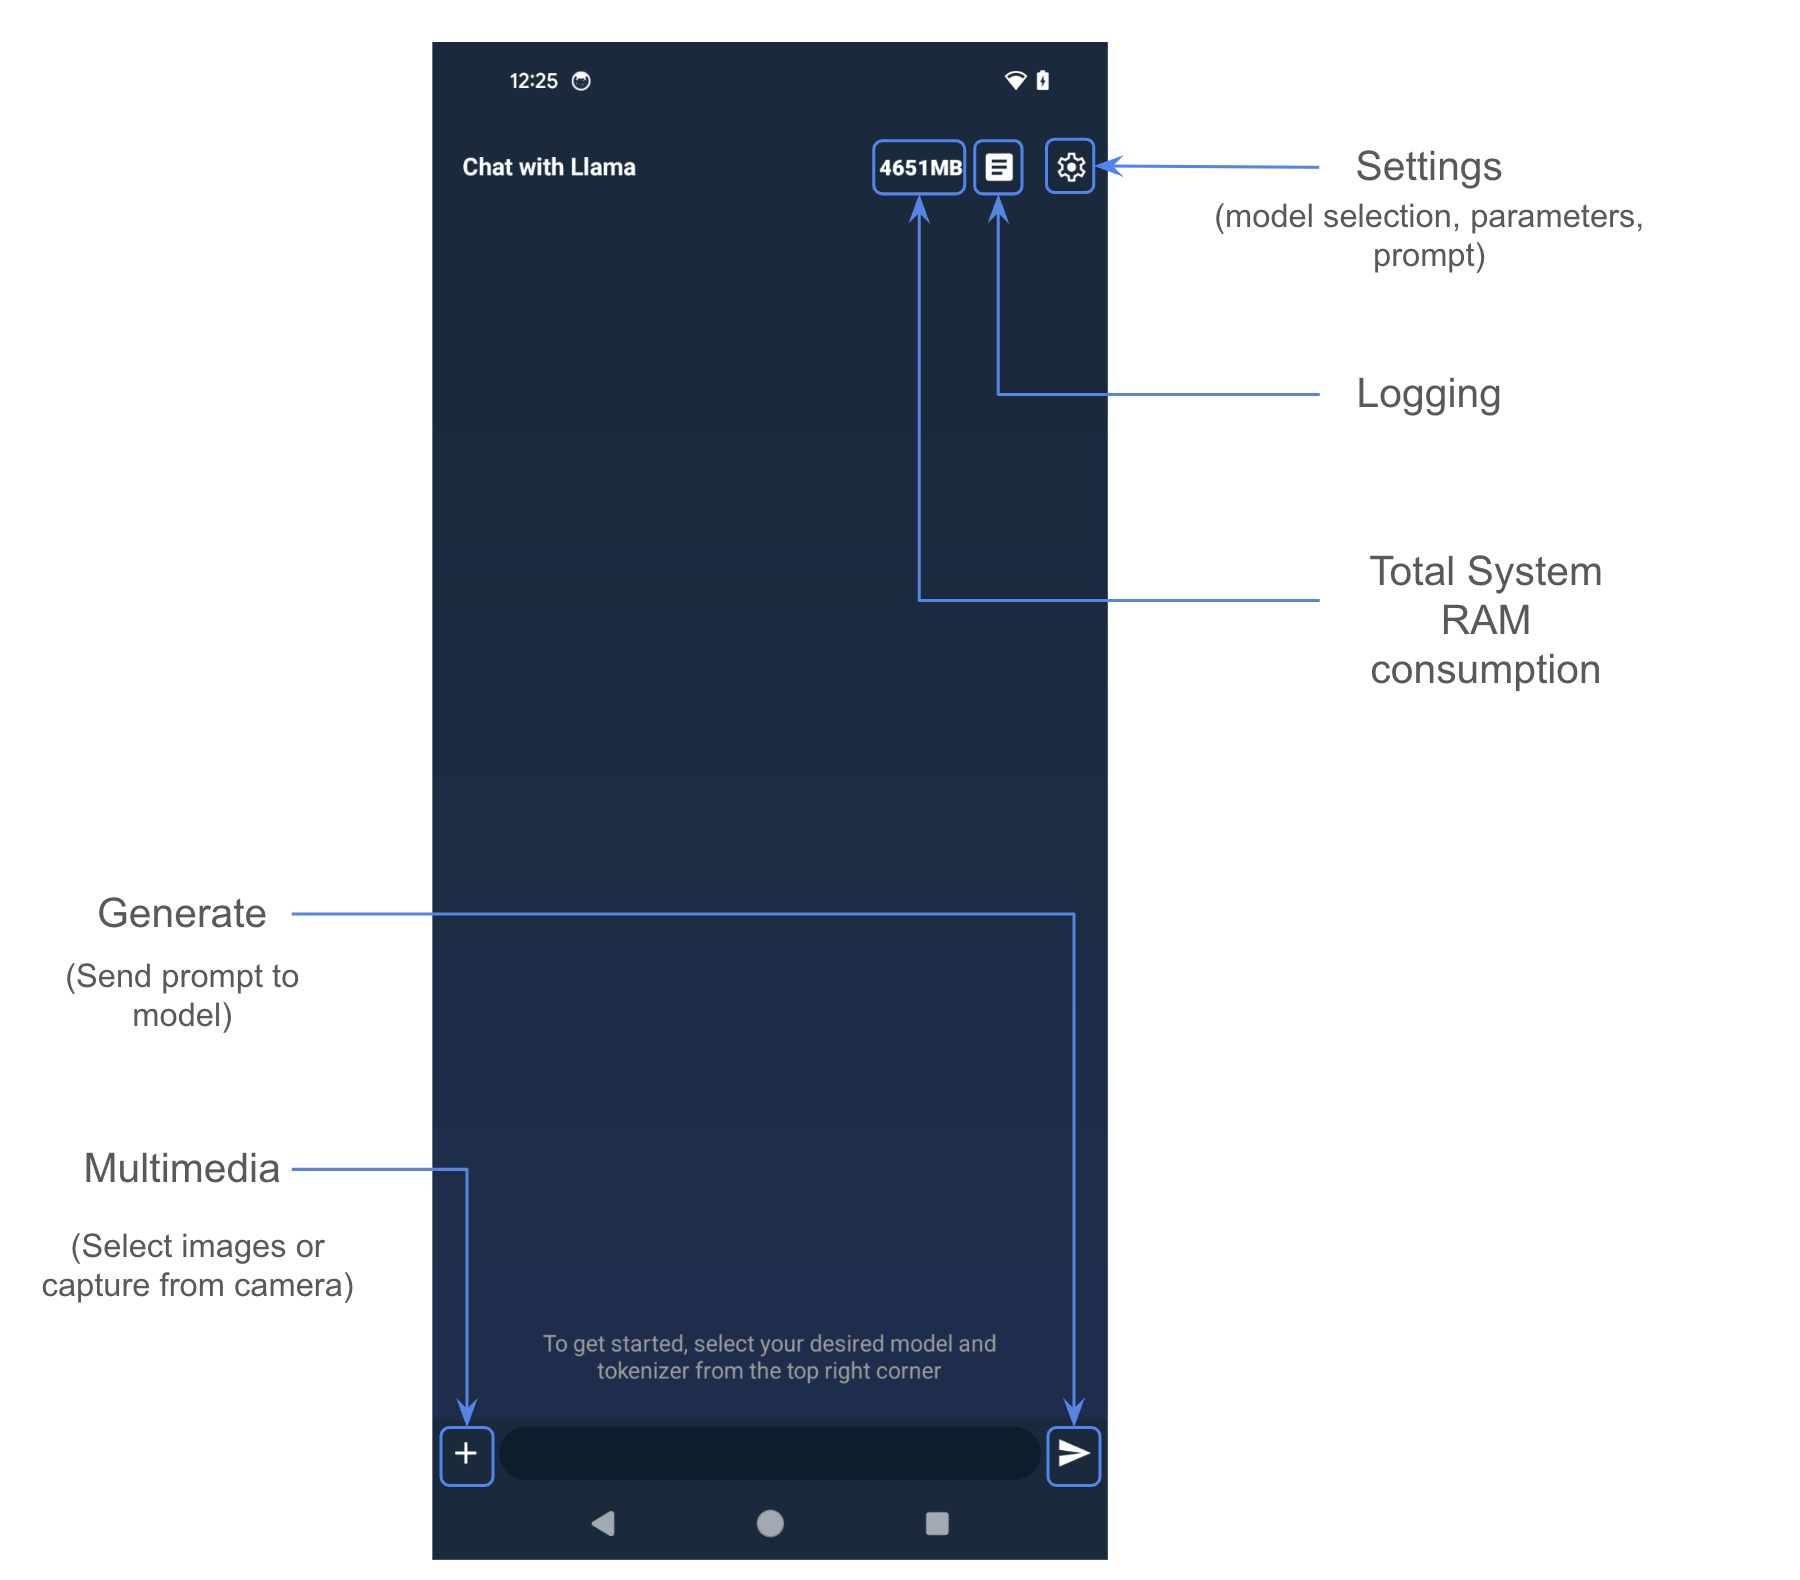 12:25
Chat with Llama
4651MB
Settings
(model selection, parameters,
prompt)
Logging
Total System
RAM
consumption
Generate
(Send prompt to
model)
Multimedia
(Select images or
capture from camera)
To get started, select your desired model and
tokenizer from the top right corner